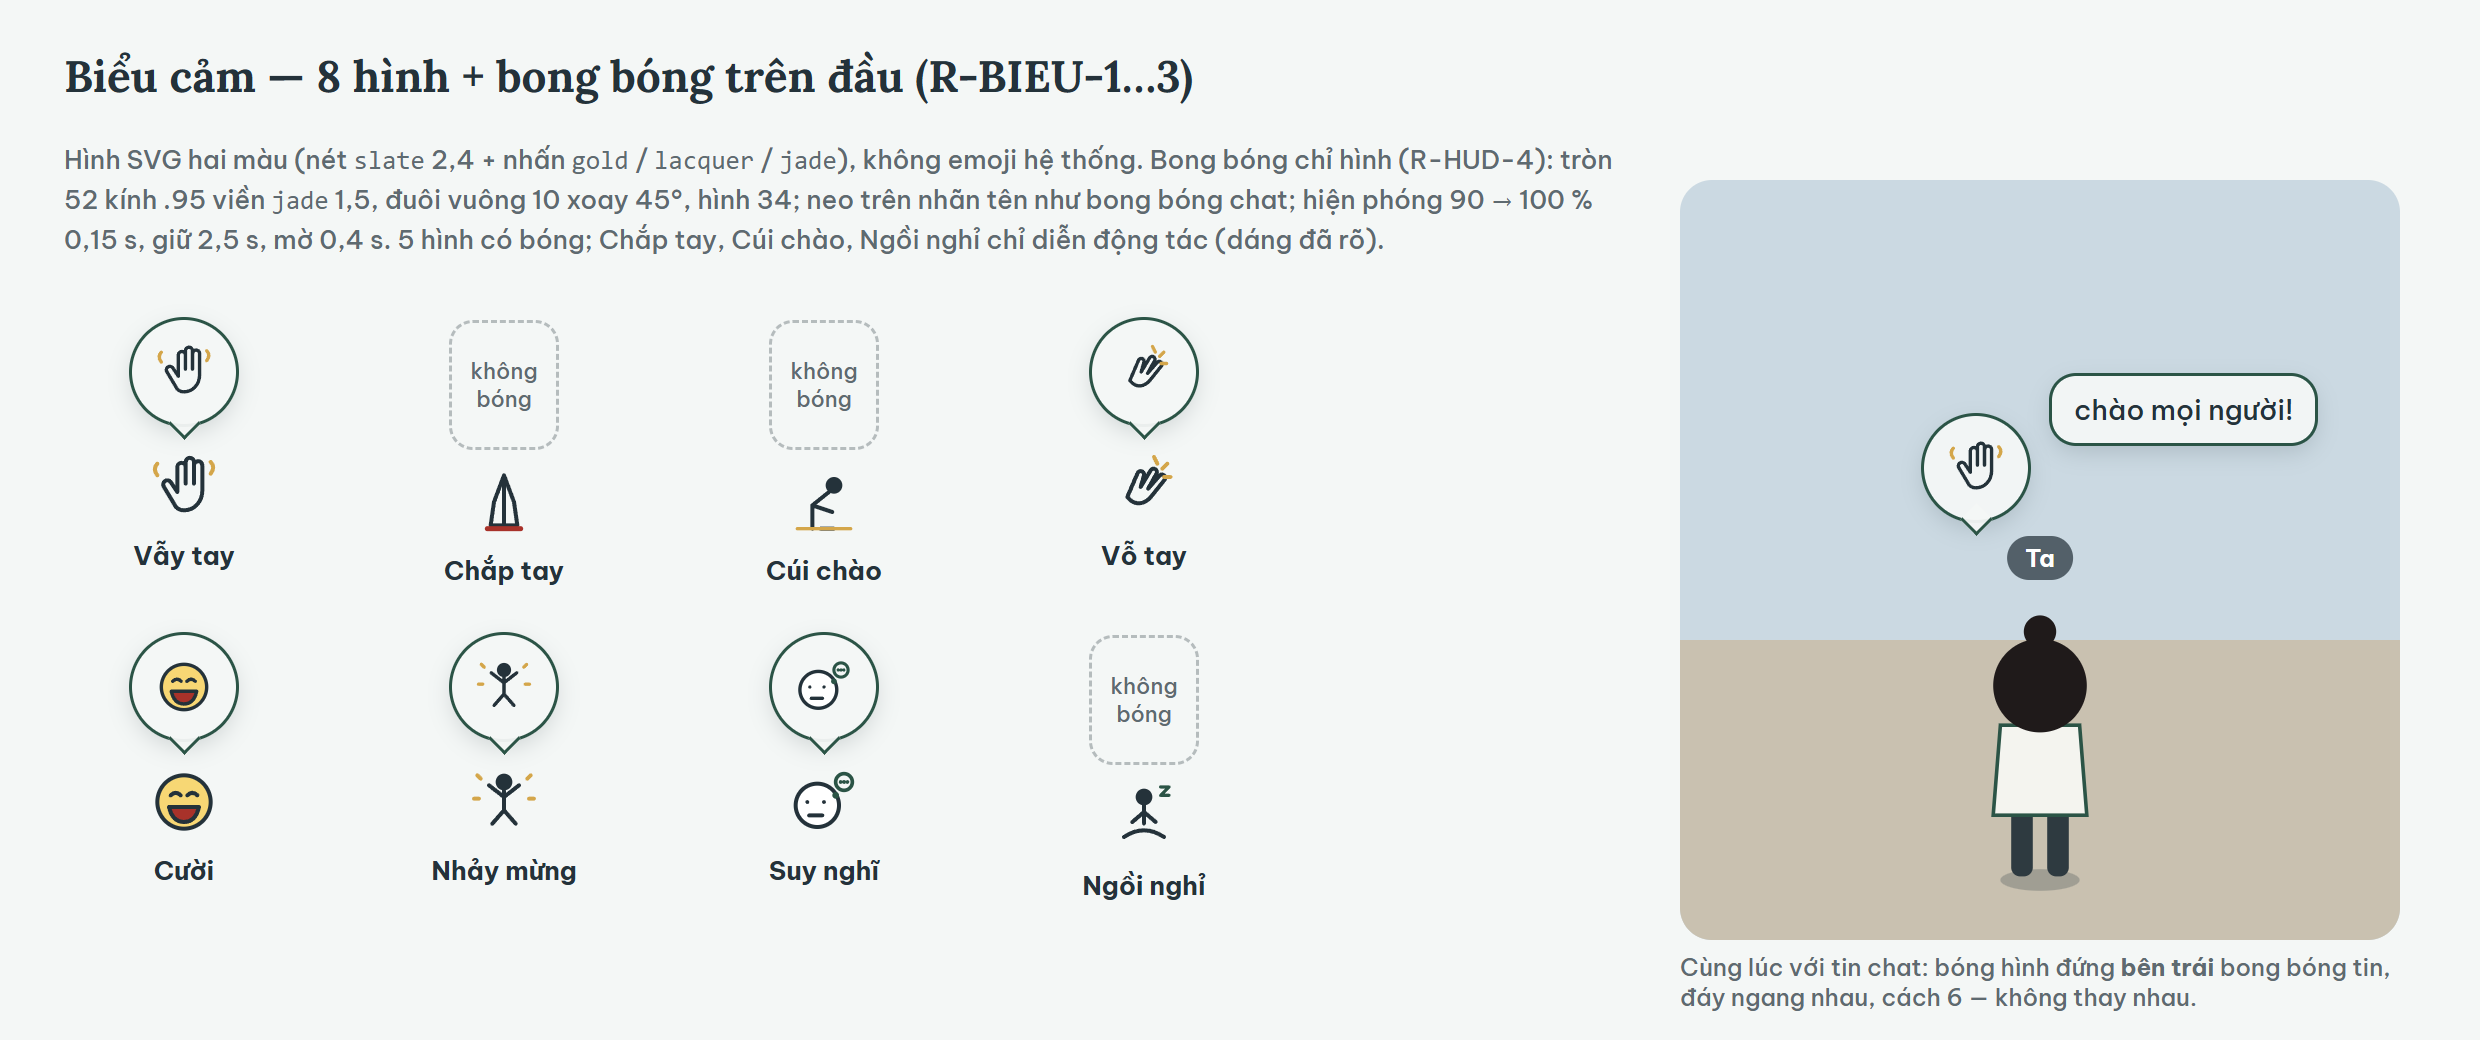 Biểu cảm — 8 hình + bong bóng trên đầu (R-BIEU-1…3)
Hình SVG hai màu (nét slate 2,4 + nhấn gold / lacquer / jade), không emoji hệ thống. Bong bóng chỉ hình (R-HUD-4): tròn
52 kính .95 viền jade 1,5, đuôi vuông 10 xoay 45°, hình 34; neo trên nhãn tên như bong bóng chat; hiện phóng 90 → 100 %
0,15 s, giữ 2,5 s, mờ 0,4 s. 5 hình có bóng; Chắp tay, Cúi chào, Ngồi nghỉ chỉ diễn động tác (dáng đã rõ).
không
bóng
không
bóng
Vẫy tay
Chắp tay
Cúi chào
Vỗ tay
không
bóng
z
Cười
Nhảy mừng
Suy nghĩ
Ngồi nghỉ
chào mọi người!
Ta
Cùng lúc với tin chat: bóng hình đứng bên trái bong bóng tin,
đáy ngang nhau, cách 6 — không thay nhau.